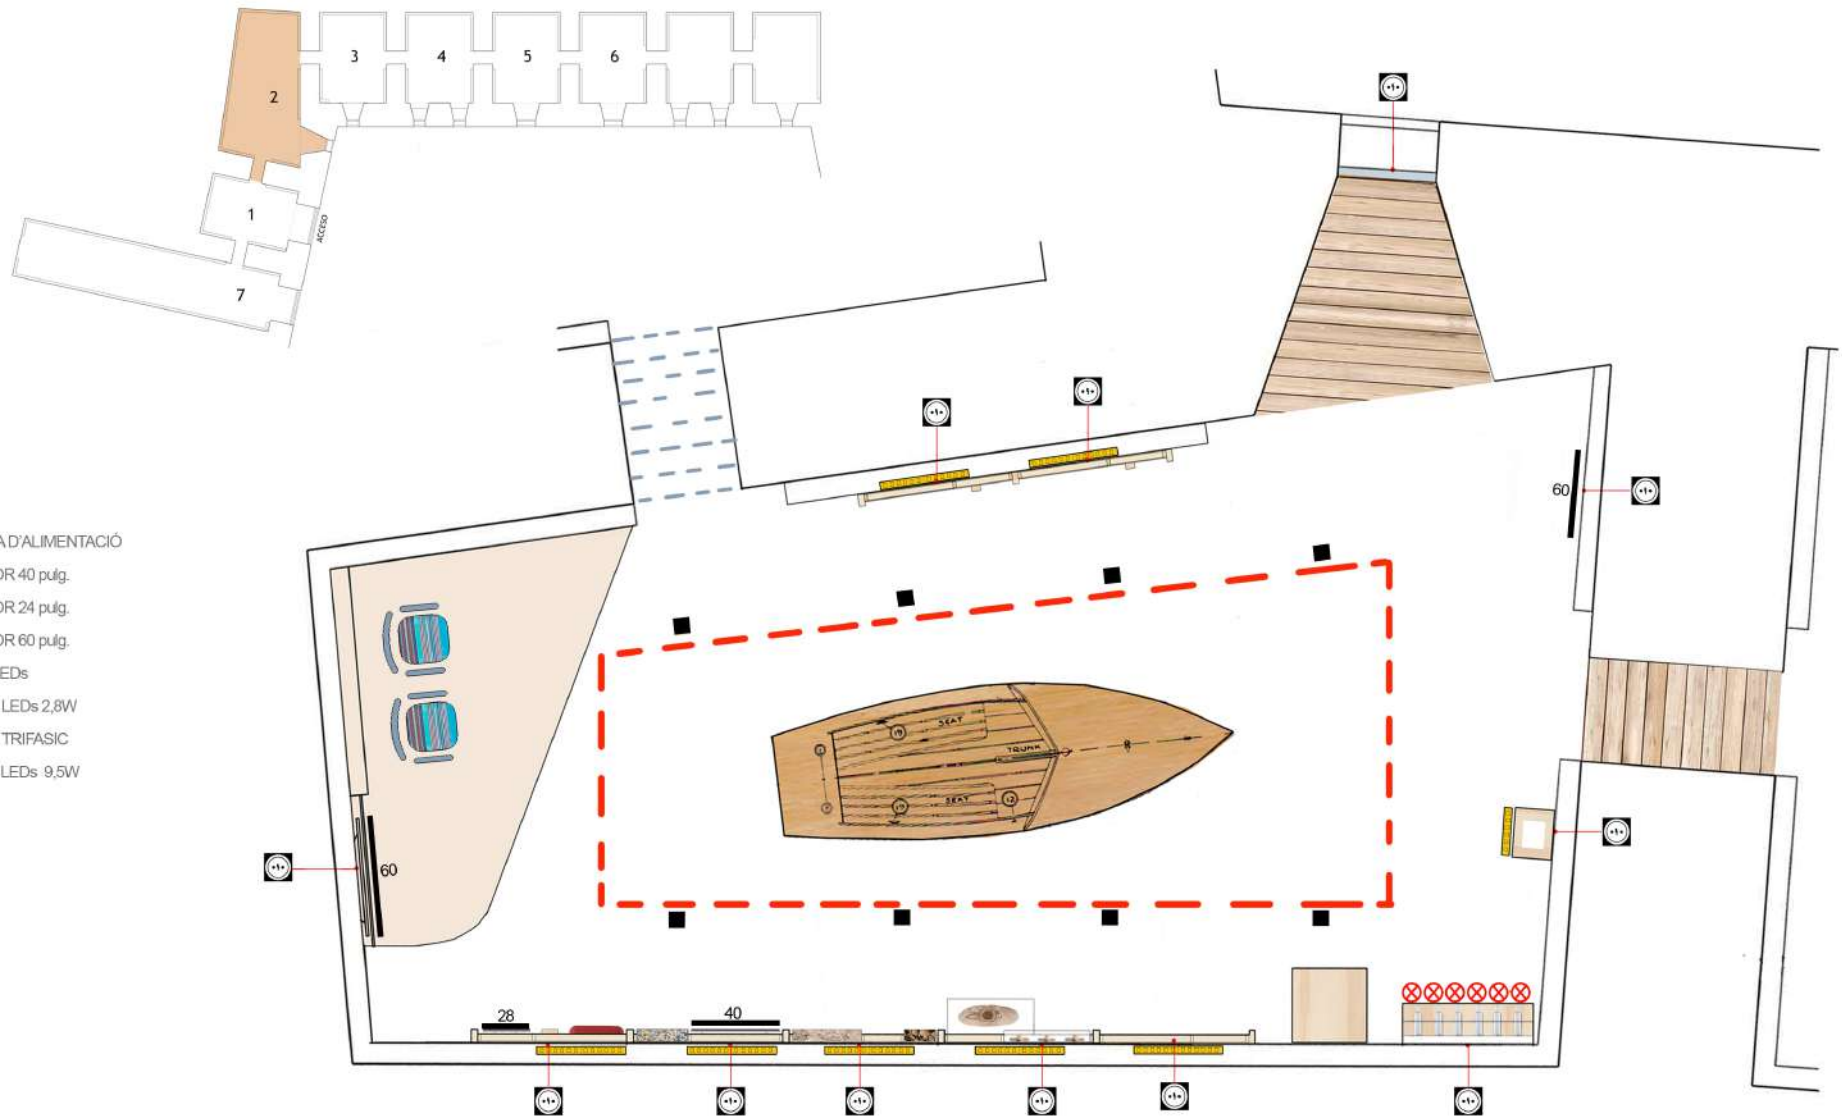 3
4
5
6
2
1
ACCESO
7
60
A D'ALIMENTACIÓ
OR 40 pulg.
OR 24 pulg.
OR 60 pulg.
EDs
LEDs 2,8W
TRIFASIC
LEDs 9,5W
SEAT
TRUNK
SEAT
12
60
28
40